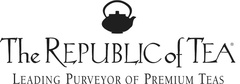 The REPUBLIC of TEA®
LEADING PURVEYOR OF PREMIUM TEAS